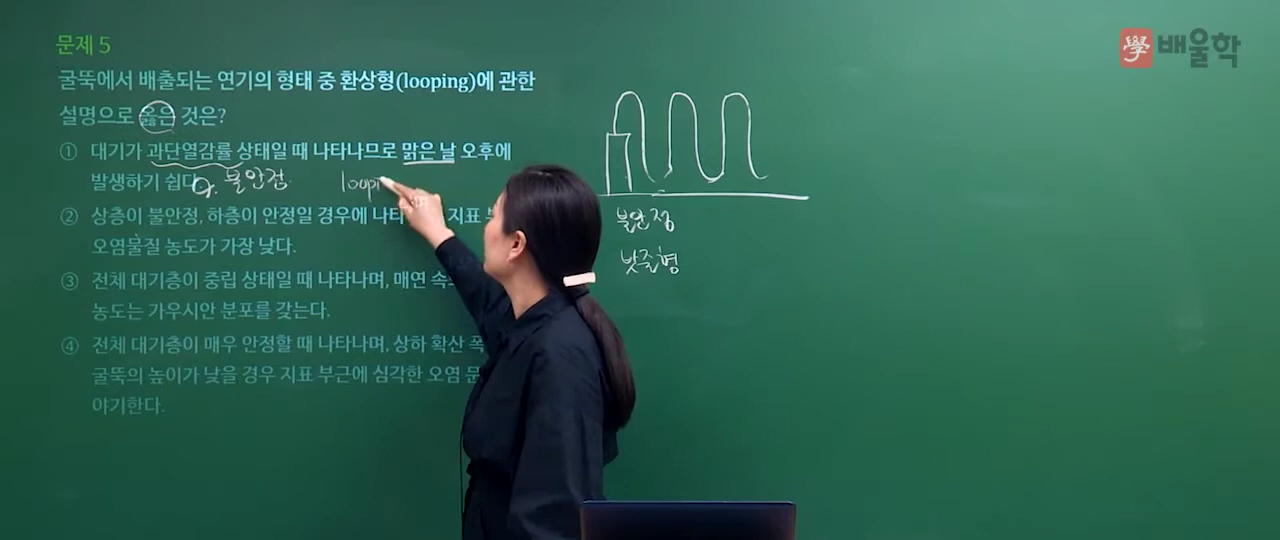 문제 5
學 배울학
굴뚝에서 배출되는 연기의 형태 중 환상형(looping)에 관한
설명으로 옳은 것은?
① 대기가 과단열감률 상태일 때 나타나므로 맑은 날 오후에
발생하기 쉽다.
불안정 loopi
② 상층이 불안정, 하층이 안정일 경우에 나타 지표
오염물질 농도가 가장 낮다.
③ 전체 대기층이 중립 상태일 때 나타나며, 매연 속
농도는 가우시안 분포를 갖는다.
④ 전체 대기층이 매우 안정할 때 나타나며, 상하 확산 폭
굴뚝의 높이가 낮을 경우 지표 부근에 심각한 오염 문
야기한다.
불안정
밧줄형